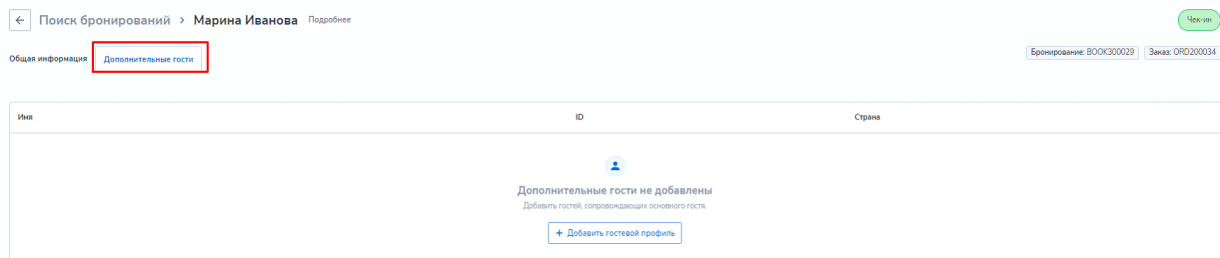 Поиск бронирований > Марина Иванова Подробнее Чек-ин
Общая информация Дополнительные гости Бронирование: BOOK300029 Заказ: ORD200034
Имя ID Страна
Дополнительные гости не добавлены
Добавить гостей, сопровождающих основного гостя.
+ Добавить гостевой профиль